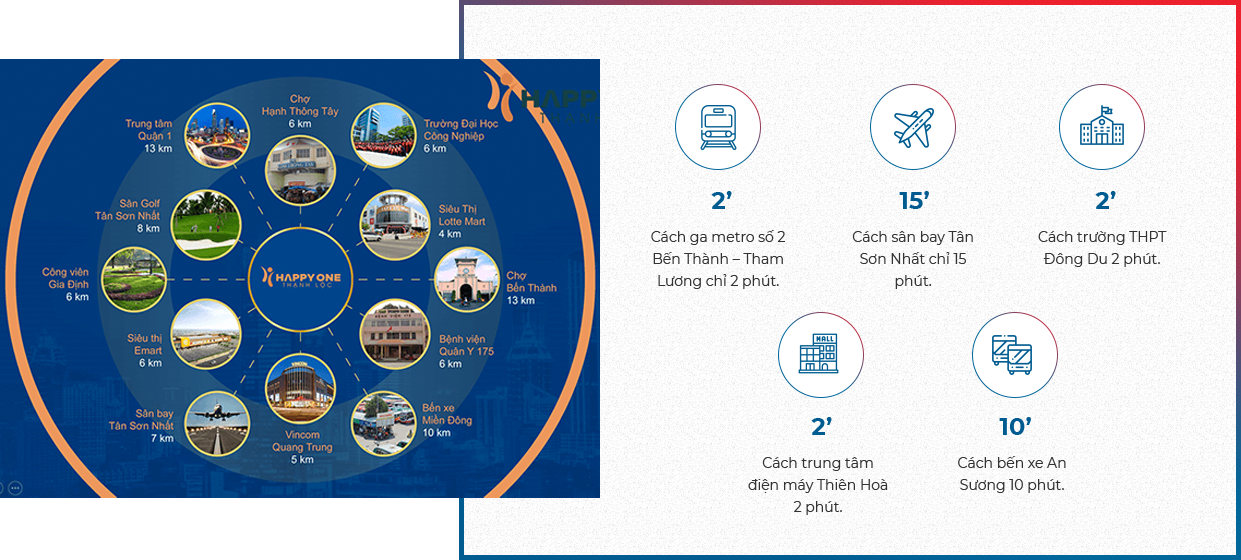 HAPPY
Chợ
Hạnh Thông Tây
6 km
Trung tâm
Quận 1
13 km
Trường Đại Học
Công Nghiệp
6 km
Sân Golf
Tân Sơn Nhất
8 km
Siêu Thị
Lotte Mart
4 km
Công viên
Gia Định
6 km
HAPPY ONE
THANH LỘC
Chợ
Bến Thành
13 km
Siêu thị
Emart
6 km
Bệnh viện
Quân Y 175
6 km
Sân bay
Tân Sơn Nhất
7 km
Vincom
Quang Trung
5 km
Bến xe
Miền Đông
10 km
2’
Cách ga metro số 2
Bến Thành – Tham
Lương chỉ 2 phút.
15’
Cách sân bay Tân
Sơn Nhất chỉ 15
phút.
2’
Cách trường THPT
Đông Du 2 phút.
MALL
2’
Cách trung tâm
điện máy Thiên Hoà
2 phút.
10’
Cách bến xe An
Sương 10 phút.